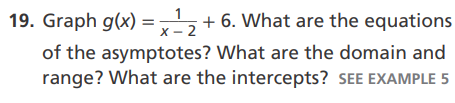 19. Graph g(x) = 1/(x − 2) + 6. What are the equations
of the asymptotes? What are the domain and
range? What are the intercepts? SEE EXAMPLE 5